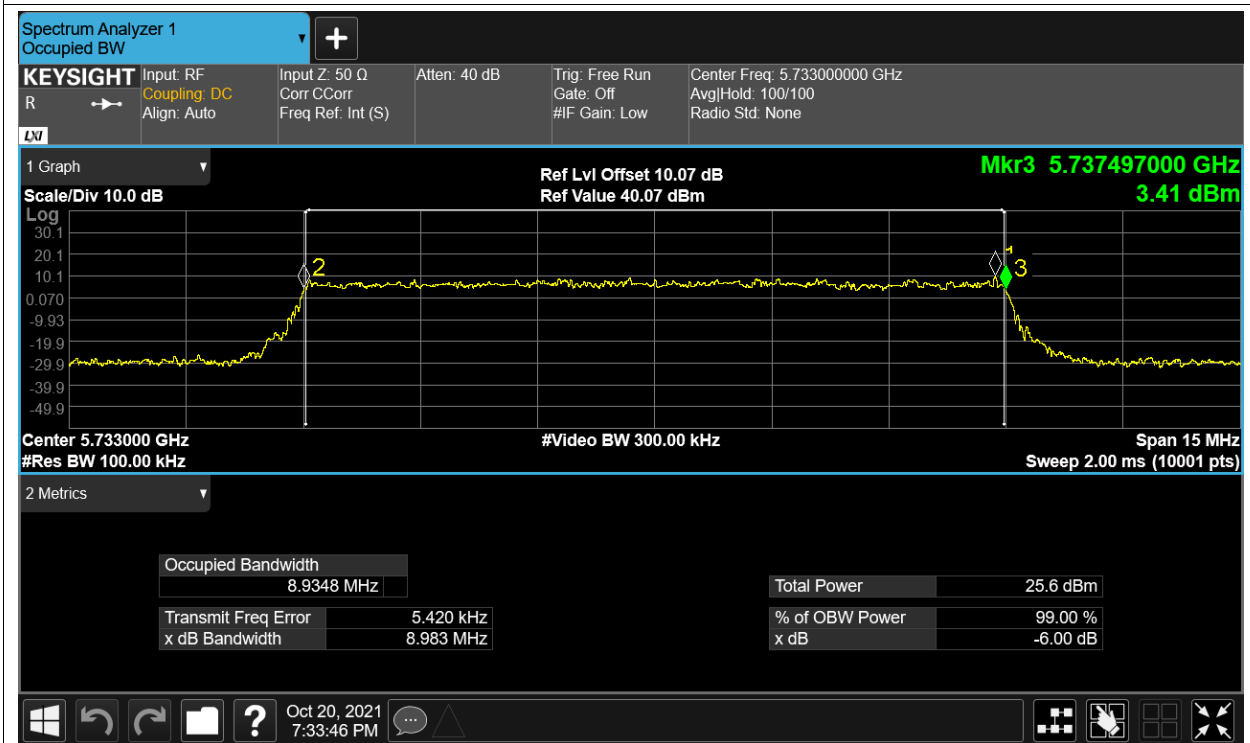 Spectrum Analyzer 1
Occupied BW
KEYSIGHT
R
LXI
Input: RF
Coupling: DC
Align: Auto
Input Z: 50 Ω
Corr CCorr
Freq Ref: Int (S)
Atten: 40 dB
Trig: Free Run
Gate: Off
#IF Gain: Low
Center Freq: 5.733000000 GHz
Avg|Hold: 100/100
Radio Std: None
1 Graph
Scale/Div 10.0 dB
Ref Lvl Offset 10.07 dB
Ref Value 40.07 dBm
Mkr3 5.737497000 GHz
3.41 dBm
Log
30.1
20.1
10.1
0.070
-9.93
-19.9
-29.9
-39.9
-49.9
2
1
3
Center 5.733000 GHz
#Video BW 300.00 kHz
Span 15 MHz
#Res BW 100.00 kHz
Sweep 2.00 ms (10001 pts)
2 Metrics
Occupied Bandwidth
8.9348 MHz
Transmit Freq Error 5.420 kHz
x dB Bandwidth 8.983 MHz
Total Power 25.6 dBm
% of OBW Power 99.00 %
x dB -6.00 dB
?
Oct 20, 2021
7:33:46 PM